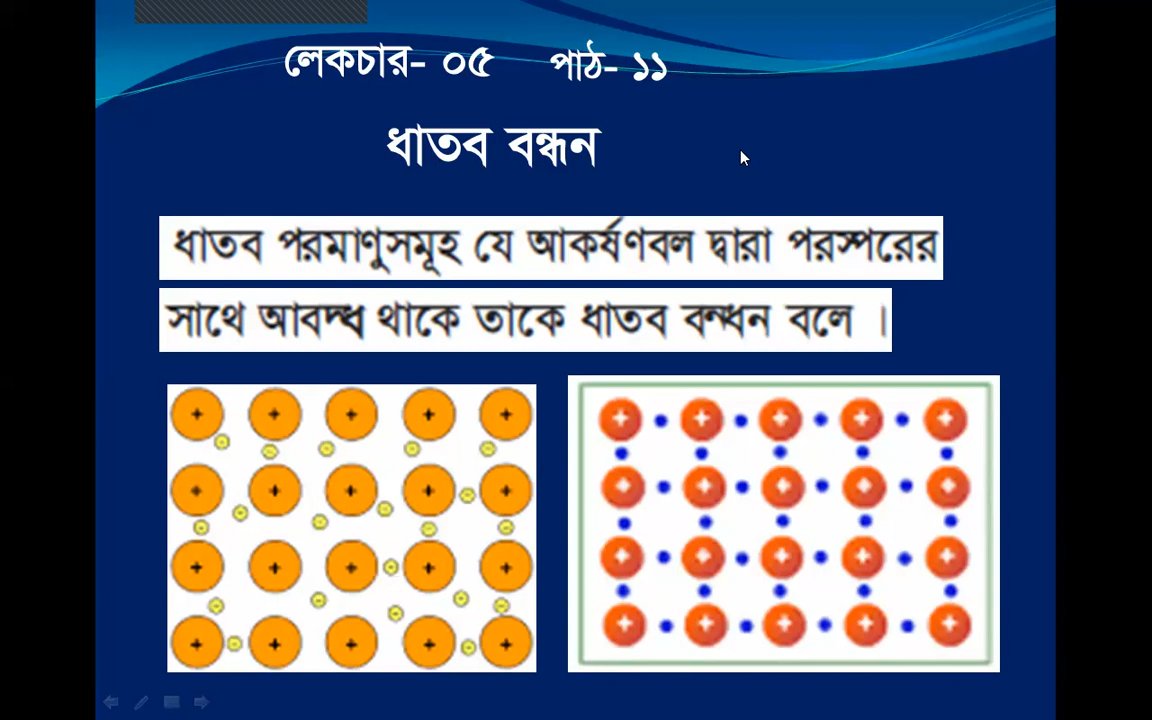 লেকচার- ০৫ পাঠ- ১১
ধাতব বন্ধন
ধাতব পরমাণুসমূহ যে আকর্ষণবল দ্বারা পরস্পরের
সাথে আবদ্ধ থাকে তাকে ধাতব বন্ধন বলে ।